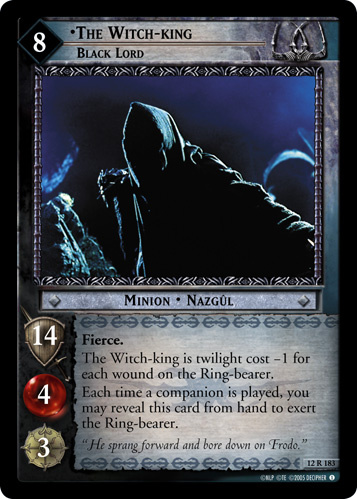 8
•The Witch-king
Black Lord
Minion • Nazgûl
14
4
3
Fierce.
The Witch-king is twilight cost –1 for
each wound on the Ring-bearer.
Each time a companion is played, you
may reveal this card from hand to exert
the Ring-bearer.
“He sprang forward and bore down on Frodo.”
12 R 183
©NLP ™©TE ©2005 DECIPHER